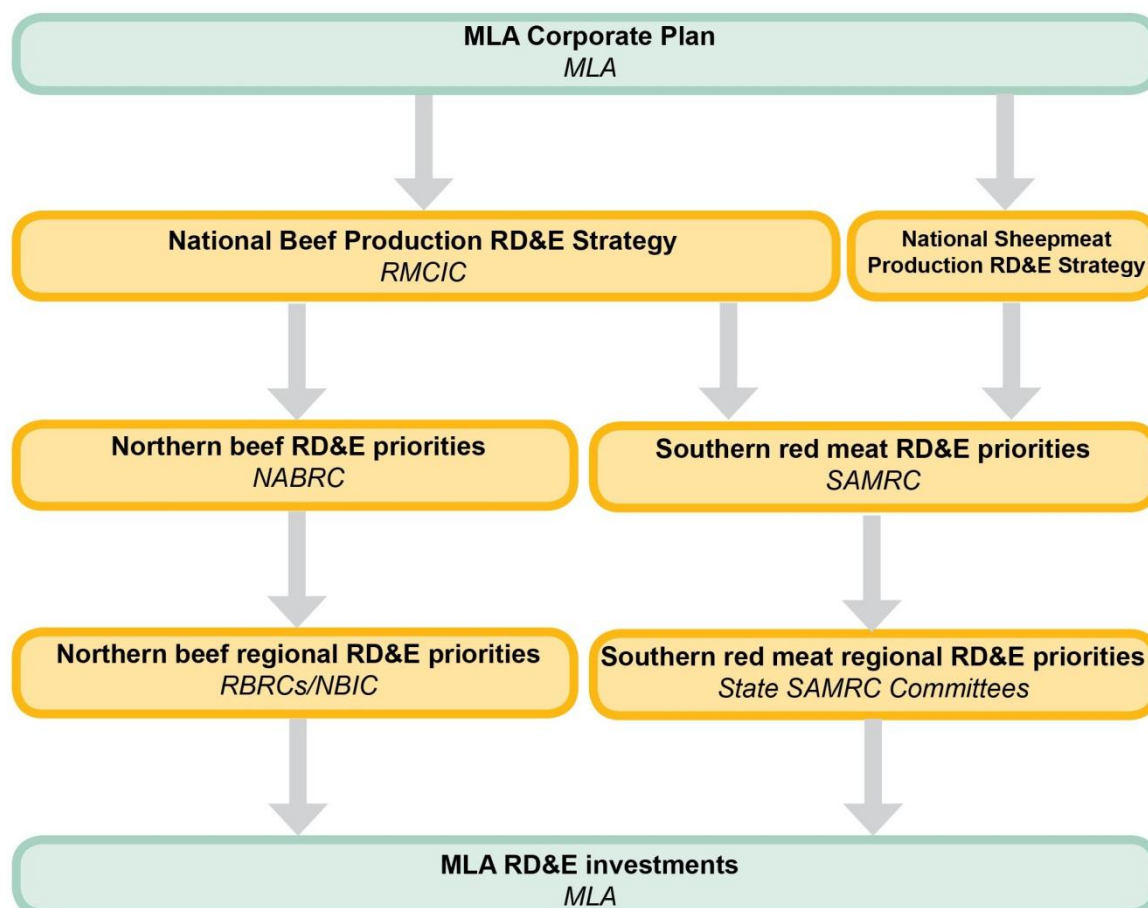 MLA Corporate Plan
MLA
National Beef Production RD&E Strategy
RMCIC
National Sheepmeat
Production RD&E Strategy
Northern beef RD&E priorities
NABRC
Southern red meat RD&E priorities
SAMRC
Northern beef regional RD&E priorities
RBRCs/NBIC
Southern red meat regional RD&E priorities
State SAMRC Committees
MLA RD&E investments
MLA